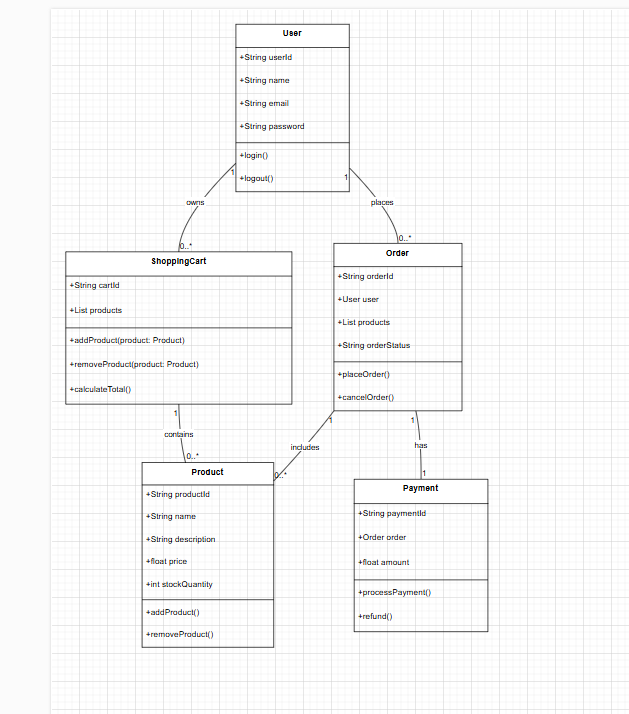 User
+String userId
+String name
+String email
+String password
+login()
+logout()
1
1
owns
places
0..*
0..*
ShoppingCart
+String cartId
+List products
+addProduct(product: Product)
+removeProduct(product: Product)
+calculateTotal()
Order
+String orderId
+User user
+List products
+String orderStatus
+placeOrder()
+cancelOrder()
1
1
1
contains
includes
has
0..*
0..*
1
Product
+String productId
+String name
+String description
+float price
+int stockQuantity
+addProduct()
+removeProduct()
Payment
+String paymentId
+Order order
+float amount
+processPayment()
+refund()